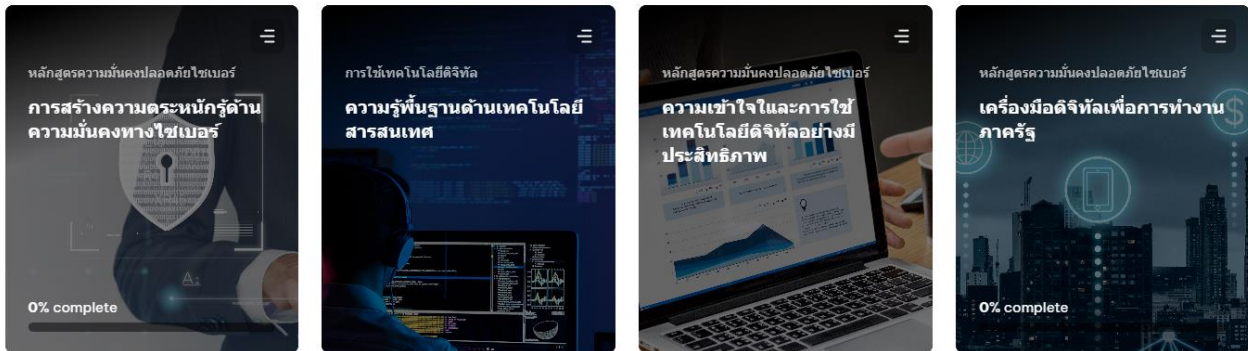 หลักสูตรความมั่นคงปลอดภัยไซเบอร์
การสร้างความตระหนักรู้ด้าน
ความมั่นคงทางไซเบอร์
0% complete
การใช้เทคโนโลยีดิจิทัล
ความรู้พื้นฐานด้านเทคโนโลยี
สารสนเทศ
หลักสูตรความมั่นคงปลอดภัยไซเบอร์
ความเข้าใจและการใช้
เทคโนโลยีดิจิทัลอย่างมี
ประสิทธิภาพ
หลักสูตรความมั่นคงปลอดภัยไซเบอร์
เครื่องมือดิจิทัลเพื่อการทำงาน
ภาครัฐ
0% complete